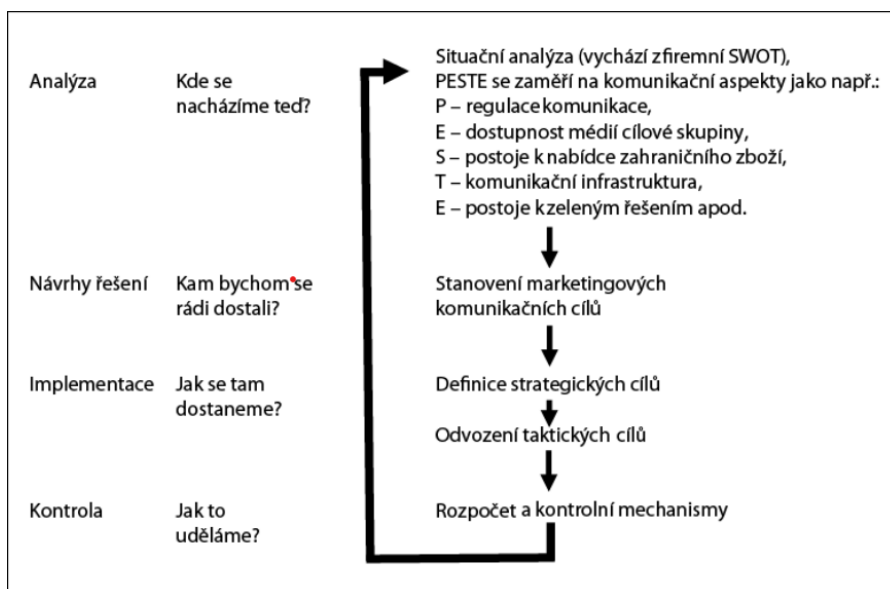 Analýza
Kde se
nacházíme teď?
Situační analýza (vychází z firemní SWOT),
PESTE se zaměří na komunikační aspekty jako např.:
P – regulace komunikace,
E – dostupnost médií cílové skupiny,
S – postoje k nabídce zahraničního zboží,
T – komunikační infrastruktura,
E – postoje k zeleným řešením apod.
Návrhy řešení
Kam bychom se
rádi dostali?
Stanovení marketingových
komunikačních cílů
Implementace
Jak se tam
dostaneme?
Definice strategických cílů
Odvození taktických cílů
Kontrola
Jak to
uděláme?
Rozpočet a kontrolní mechanismy